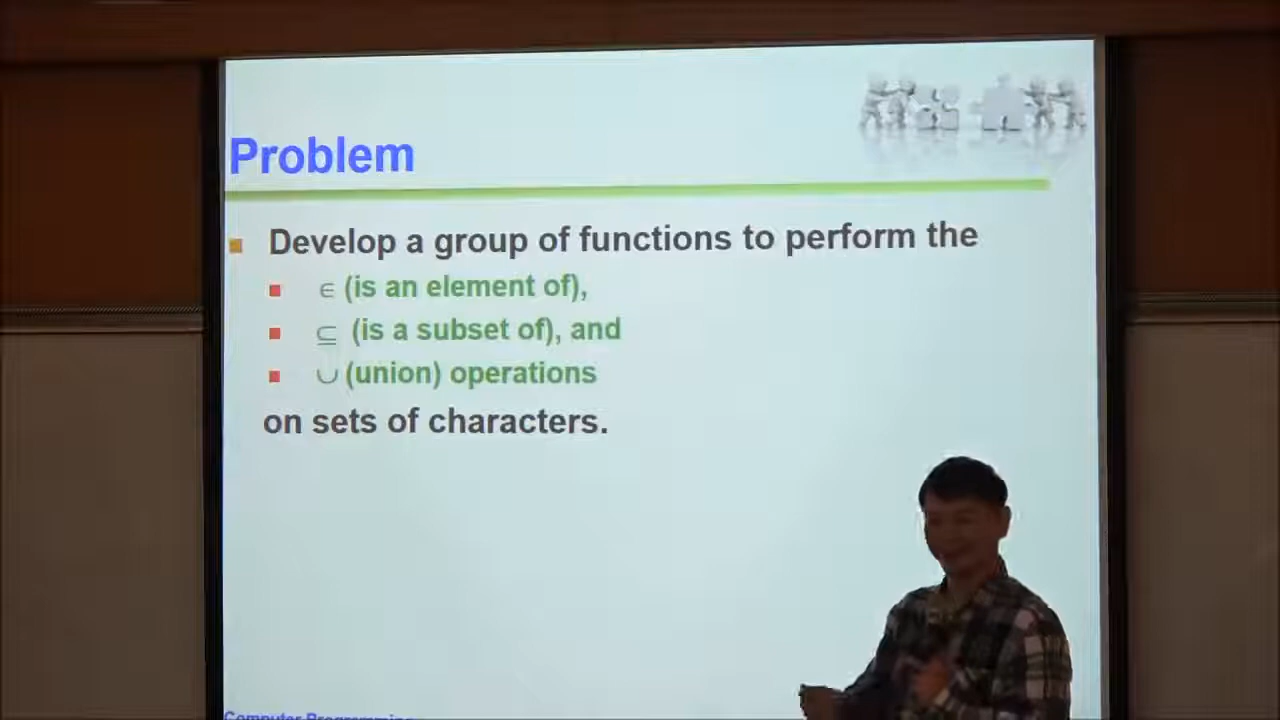 Problem
Develop a group of functions to perform the
∈ (is an element of),
⊆ (is a subset of), and
∪ (union) operations
on sets of characters.
Computer Programming